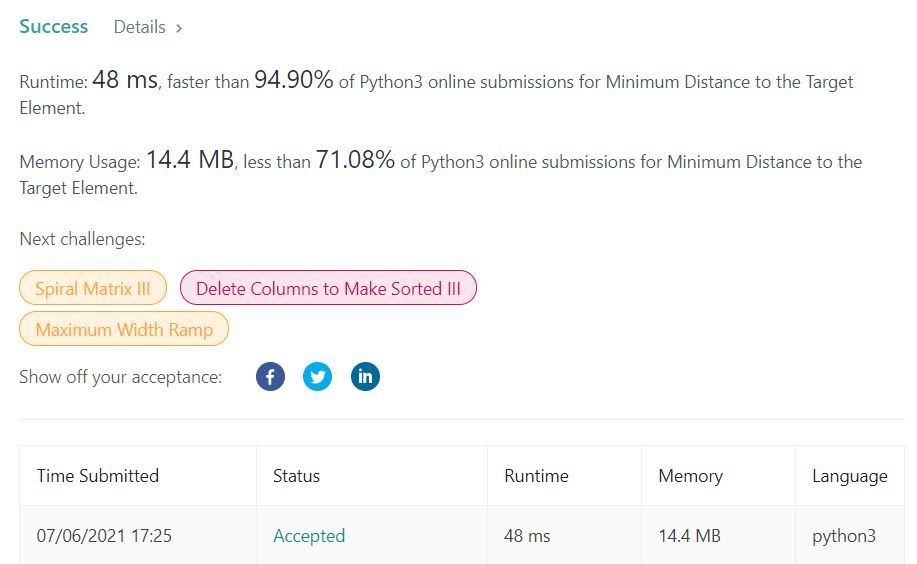 Success Details >
Runtime: 48 ms, faster than 94.90% of Python3 online submissions for Minimum Distance to the Target
Element.
Memory Usage: 14.4 MB, less than 71.08% of Python3 online submissions for Minimum Distance to the
Target Element.
Next challenges:
Spiral Matrix III Delete Columns to Make Sorted III
Maximum Width Ramp
Show off your acceptance: f in
Time Submitted Status Runtime Memory Language
07/06/2021 17:25 Accepted 48 ms 14.4 MB python3